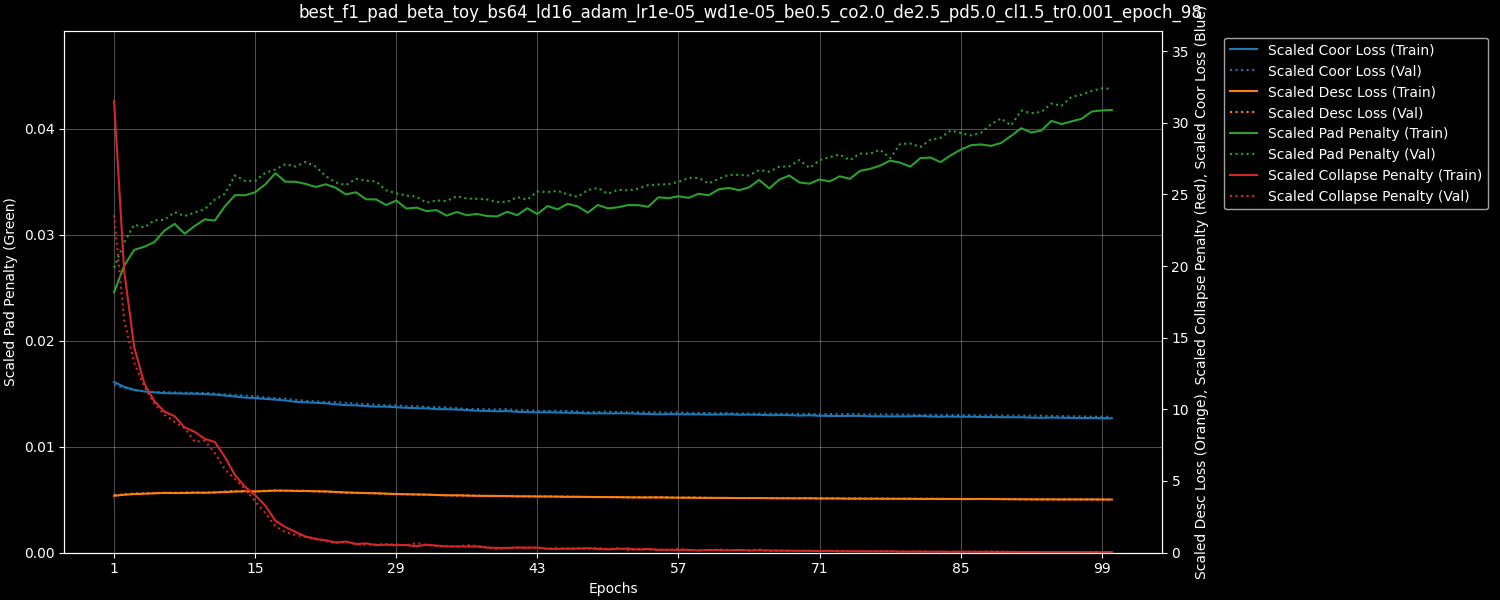 best_f1_pad_beta_toy_bs64_ld16_adam_lr1e-05_wd1e-05_be0.5_co2.0_de2.5_pd5.0_cl1.5_tr0.001_epoch_98
Scaled Pad Penalty (Green)
0.04
0.03
0.02
0.01
0.00
1
15
29
43
57
71
85
99
Epochs
35
30
25
20
15
10
5
0
Scaled Desc Loss (Orange), Scaled Collapse Penalty (Red), Scaled Coor Loss (Blue)
Scaled Coor Loss (Train)
Scaled Coor Loss (Val)
Scaled Desc Loss (Train)
Scaled Desc Loss (Val)
Scaled Pad Penalty (Train)
Scaled Pad Penalty (Val)
Scaled Collapse Penalty (Train)
Scaled Collapse Penalty (Val)